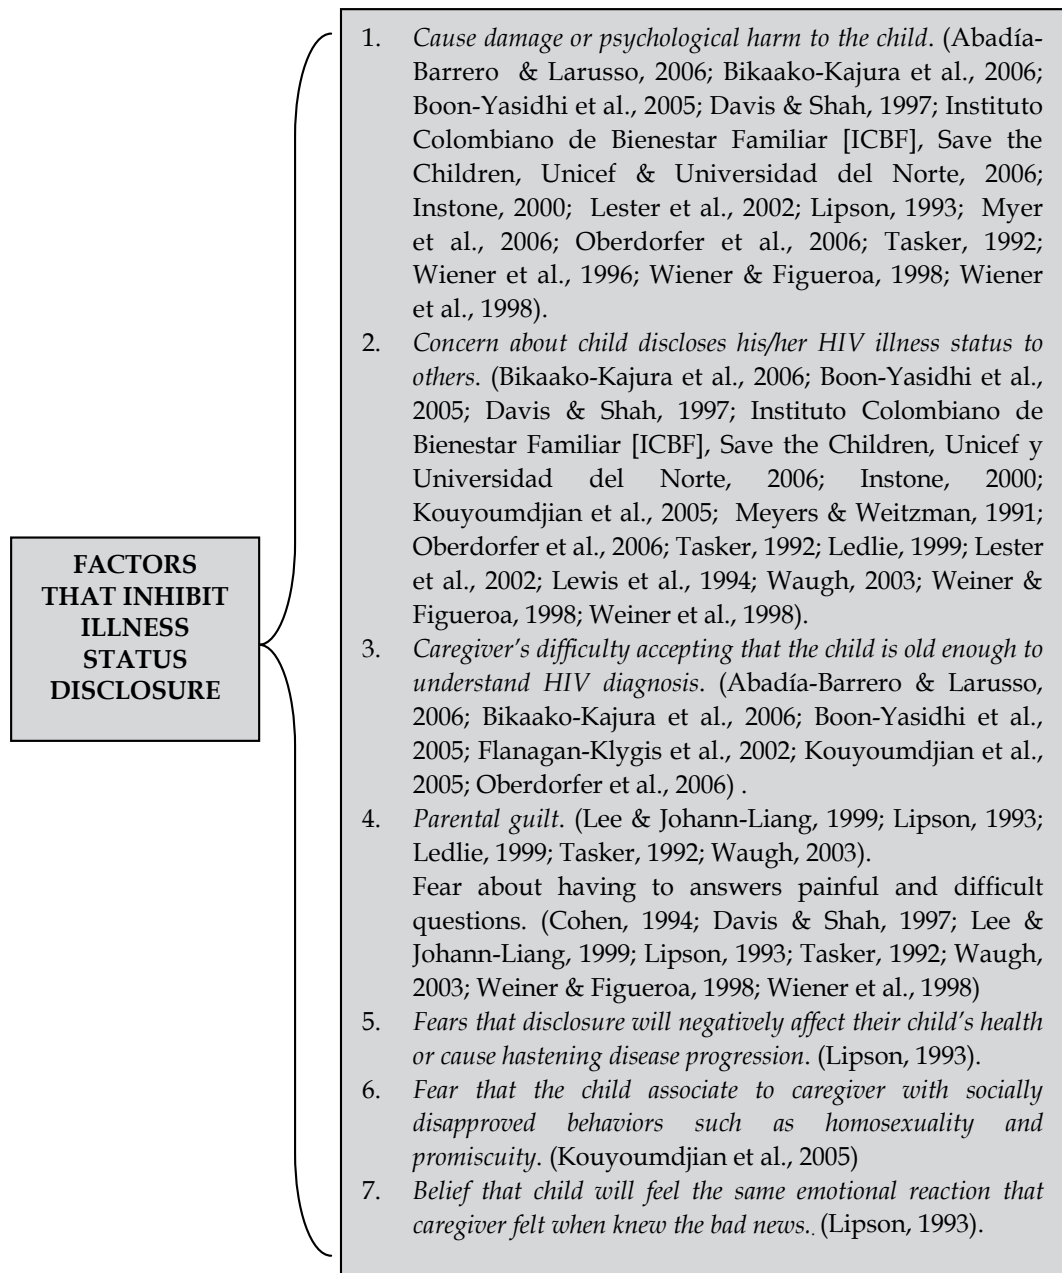 FACTORS
THAT INHIBIT
ILLNESS
STATUS
DISCLOSURE
1. Cause damage or psychological harm to the child. (Abadía-
Barrero & Larusso, 2006; Bikaako-Kajura et al., 2006;
Boon-Yasidhi et al., 2005; Davis & Shah, 1997; Instituto
Colombiano de Bienestar Familiar [ICBF], Save the
Children, Unicef & Universidad del Norte, 2006;
Instone, 2000; Lester et al., 2002; Lipson, 1993; Myer
et al., 2006; Oberdorfer et al., 2006; Tasker, 1992;
Wiener et al., 1996; Wiener & Figueroa, 1998; Wiener
et al., 1998).
2. Concern about child discloses his/her HIV illness status to
others. (Bikaako-Kajura et al., 2006; Boon-Yasidhi et al.,
2005; Davis & Shah, 1997; Instituto Colombiano de
Bienestar Familiar [ICBF], Save the Children, Unicef y
Universidad del Norte, 2006; Instone, 2000;
Kouyoumdjian et al., 2005; Meyers & Weitzman, 1991;
Oberdorfer et al., 2006; Tasker, 1992; Ledlie, 1999; Lester
et al., 2002; Lewis et al., 1994; Waugh, 2003; Weiner &
Figueroa, 1998; Weiner et al., 1998).
3. Caregiver's difficulty accepting that the child is old enough to
understand HIV diagnosis. (Abadía-Barrero & Larusso,
2006; Bikaako-Kajura et al., 2006; Boon-Yasidhi et al.,
2005; Flanagan-Klygis et al., 2002; Kouyoumdjian et al.,
2005; Oberdorfer et al., 2006) .
4. Parental guilt. (Lee & Johann-Liang, 1999; Lipson, 1993;
Ledlie, 1999; Tasker, 1992; Waugh, 2003).
Fear about having to answers painful and difficult
questions. (Cohen, 1994; Davis & Shah, 1997; Lee &
Johann-Liang, 1999; Lipson, 1993; Tasker, 1992; Waugh,
2003; Weiner & Figueroa, 1998; Wiener et al., 1998)
5. Fears that disclosure will negatively affect their child's health
or cause hastening disease progression. (Lipson, 1993).
6. Fear that the child associate to caregiver with socially
disapproved behaviors such as homosexuality and
promiscuity. (Kouyoumdjian et al., 2005)
7. Belief that child will feel the same emotional reaction that
caregiver felt when knew the bad news.. (Lipson, 1993).